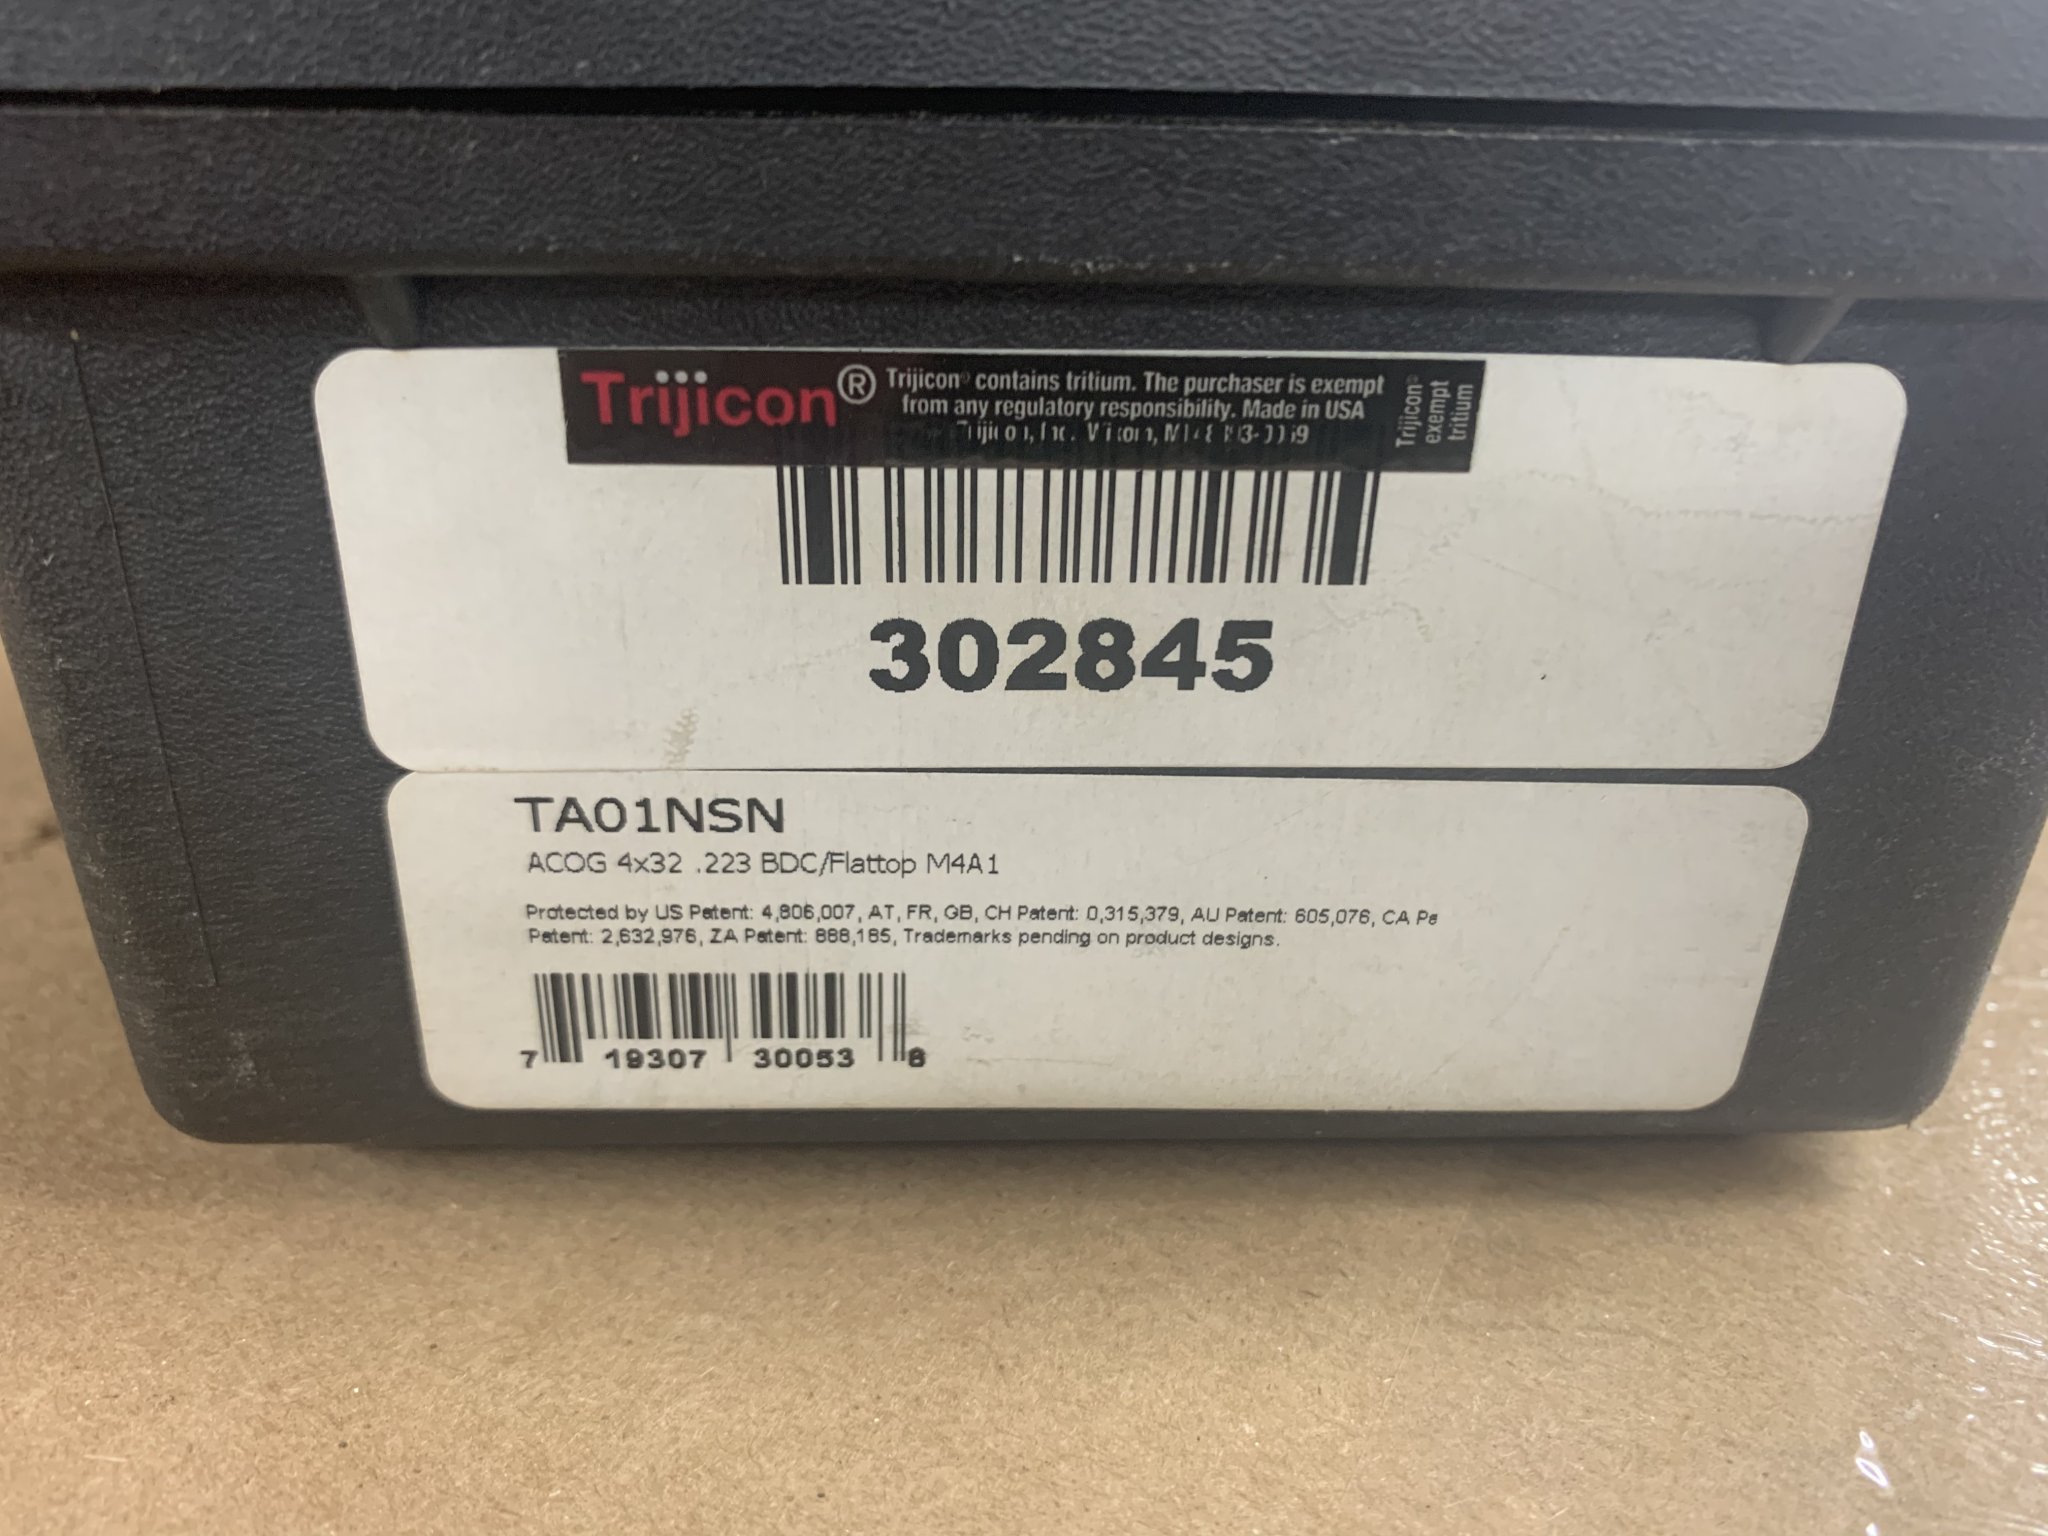 Trijicon®
Trijicon® contains tritium. The purchaser is exempt
from any regulatory responsibility. Made in USA
Trijicon®
exempt
tritium
302845
TA01NSN
ACOG 4x32 .223 BDC/Flattop M4A1
Protected by US Patent: 4,806,007, AT, FR, GB, CH Patent: 0,315,379, AU Patent: 605,076, CA Pa
Patent: 2,632,976, ZA Patent: 888,185, Trademarks pending on product designs.
7 19307 30053 8